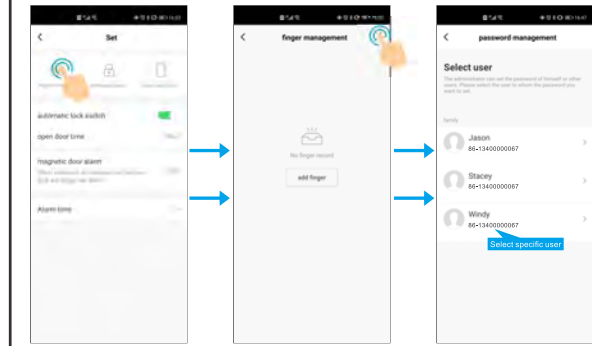 Set
automatic lock switch
open door time
magnetic door alarm
Alarm time
finger management
No finger record
add finger
16:47
password management
Select user
The administrator can set the password of himself or other
users. Please select the user to whom the password you
want to set.
family
Jason
86-13400000067
Stacey
86-13400000067
Windy
86-13400000067
Select specific user